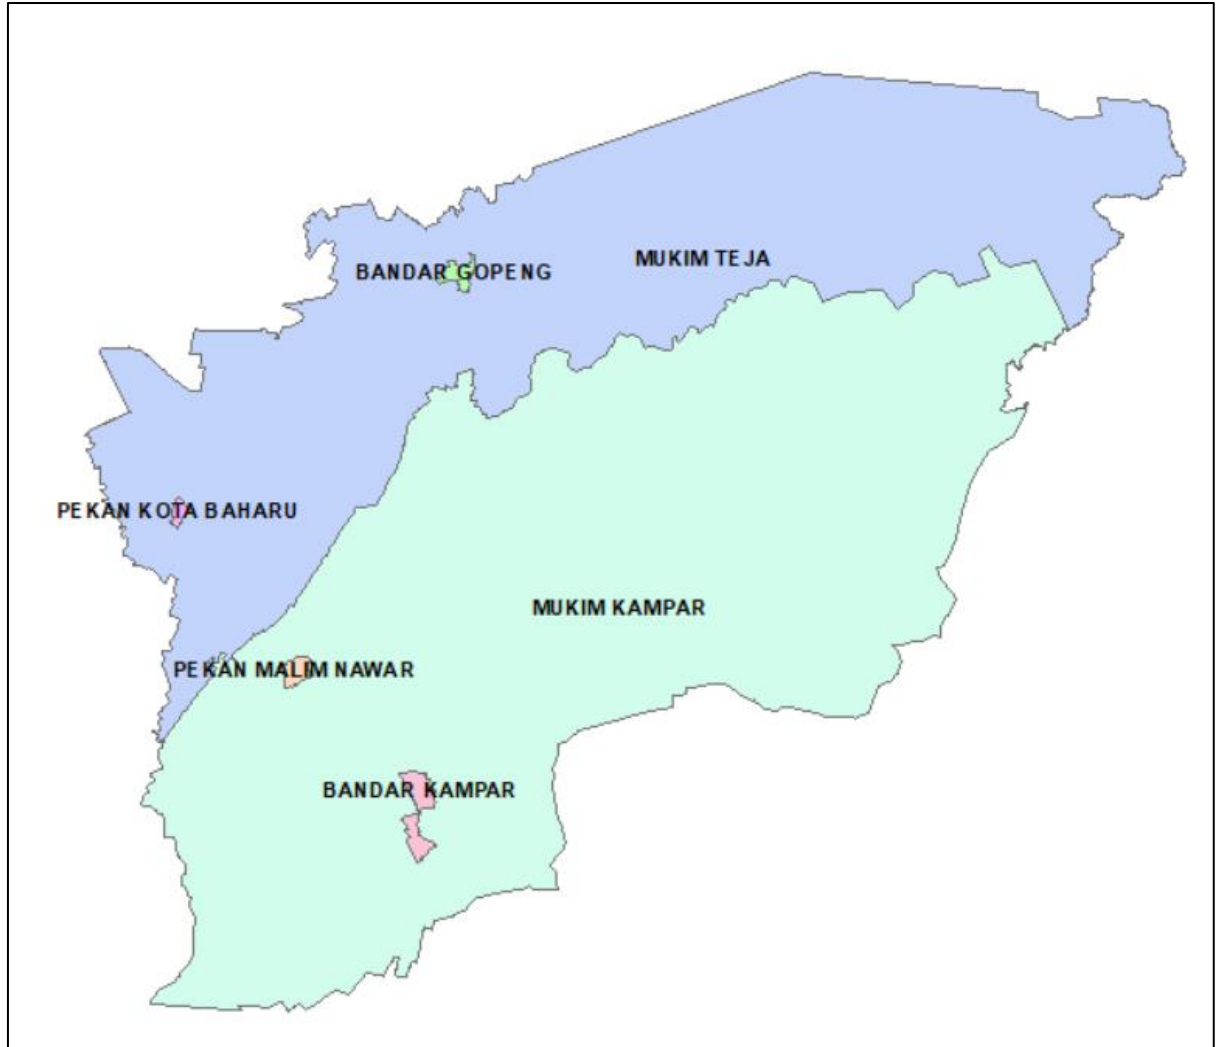 MUKIM TEJA
BANDAR GOPENG
PEKAN KOTA BAHARU
MUKIM KAMPAR
PEKAN MALIM NAWAR
BANDAR KAMPAR